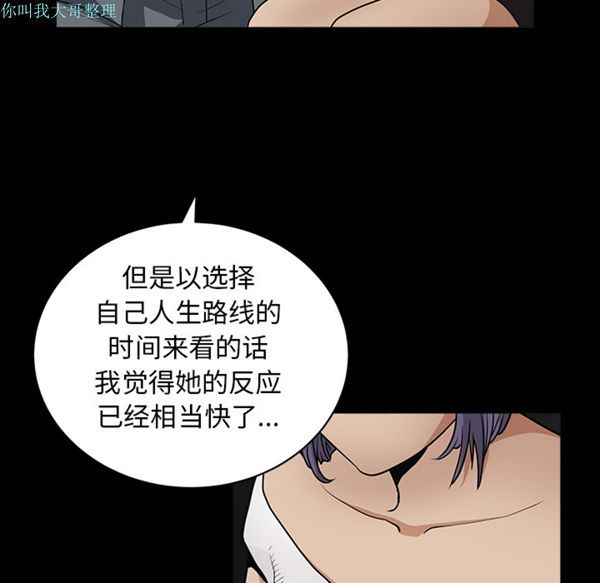 你叫我大哥整理
但是以选择
自己人生路线的
时间来看的话
我觉得她的反应
已经相当快了...